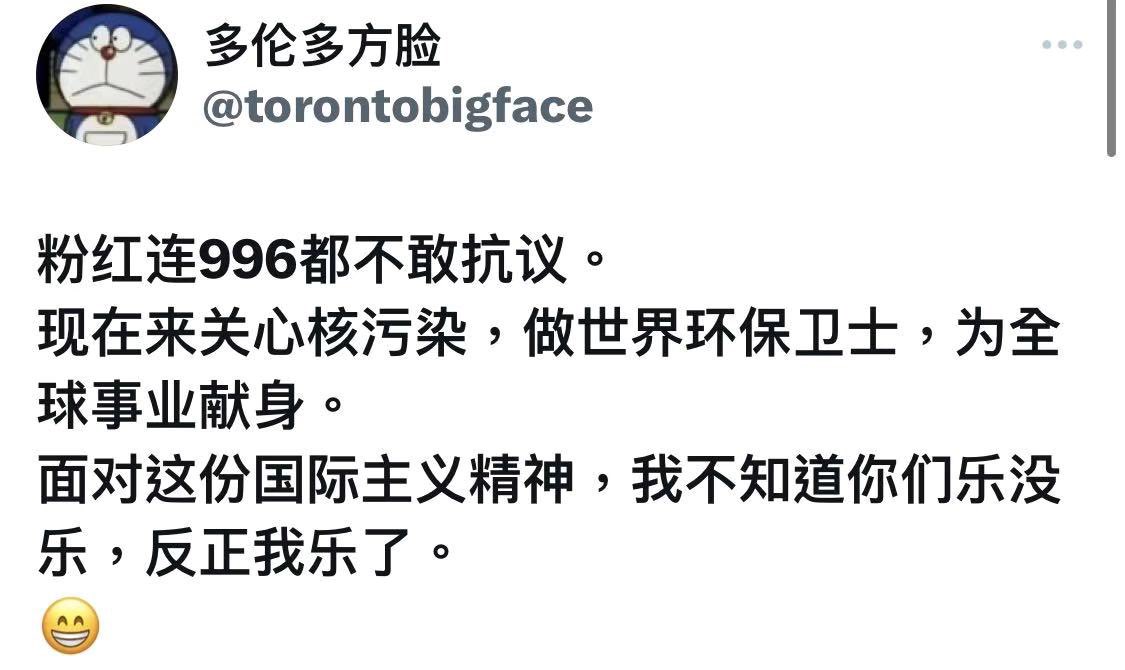 多伦多方脸
@torontobigface
粉红连996都不敢抗议。
现在来关心核污染，做世界环保卫士，为全
球事业献身。
面对这份国际主义精神，我不知道你们乐没
乐，反正我乐了。
😁